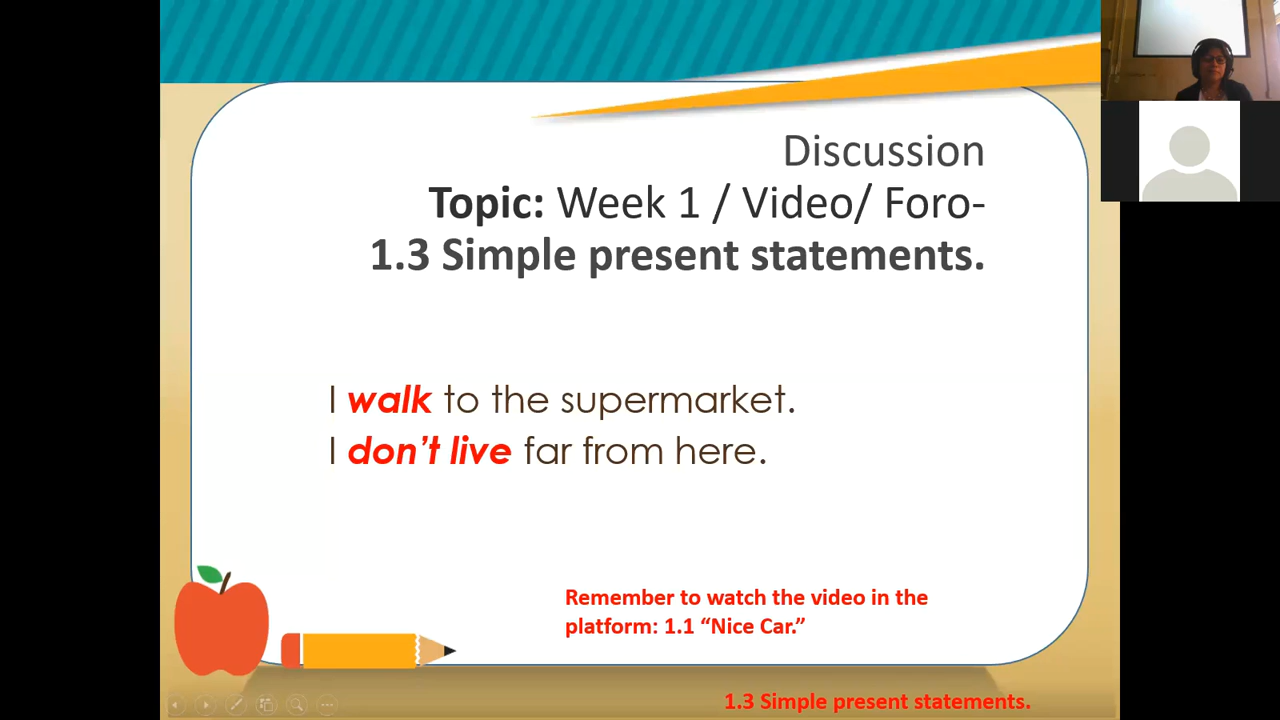 Discussion
Topic: Week 1 / Video/ Foro-
1.3 Simple present statements.
I walk to the supermarket.
I don't live far from here.
Remember to watch the video in the
platform: 1.1 “Nice Car.”
1.3 Simple present statements.